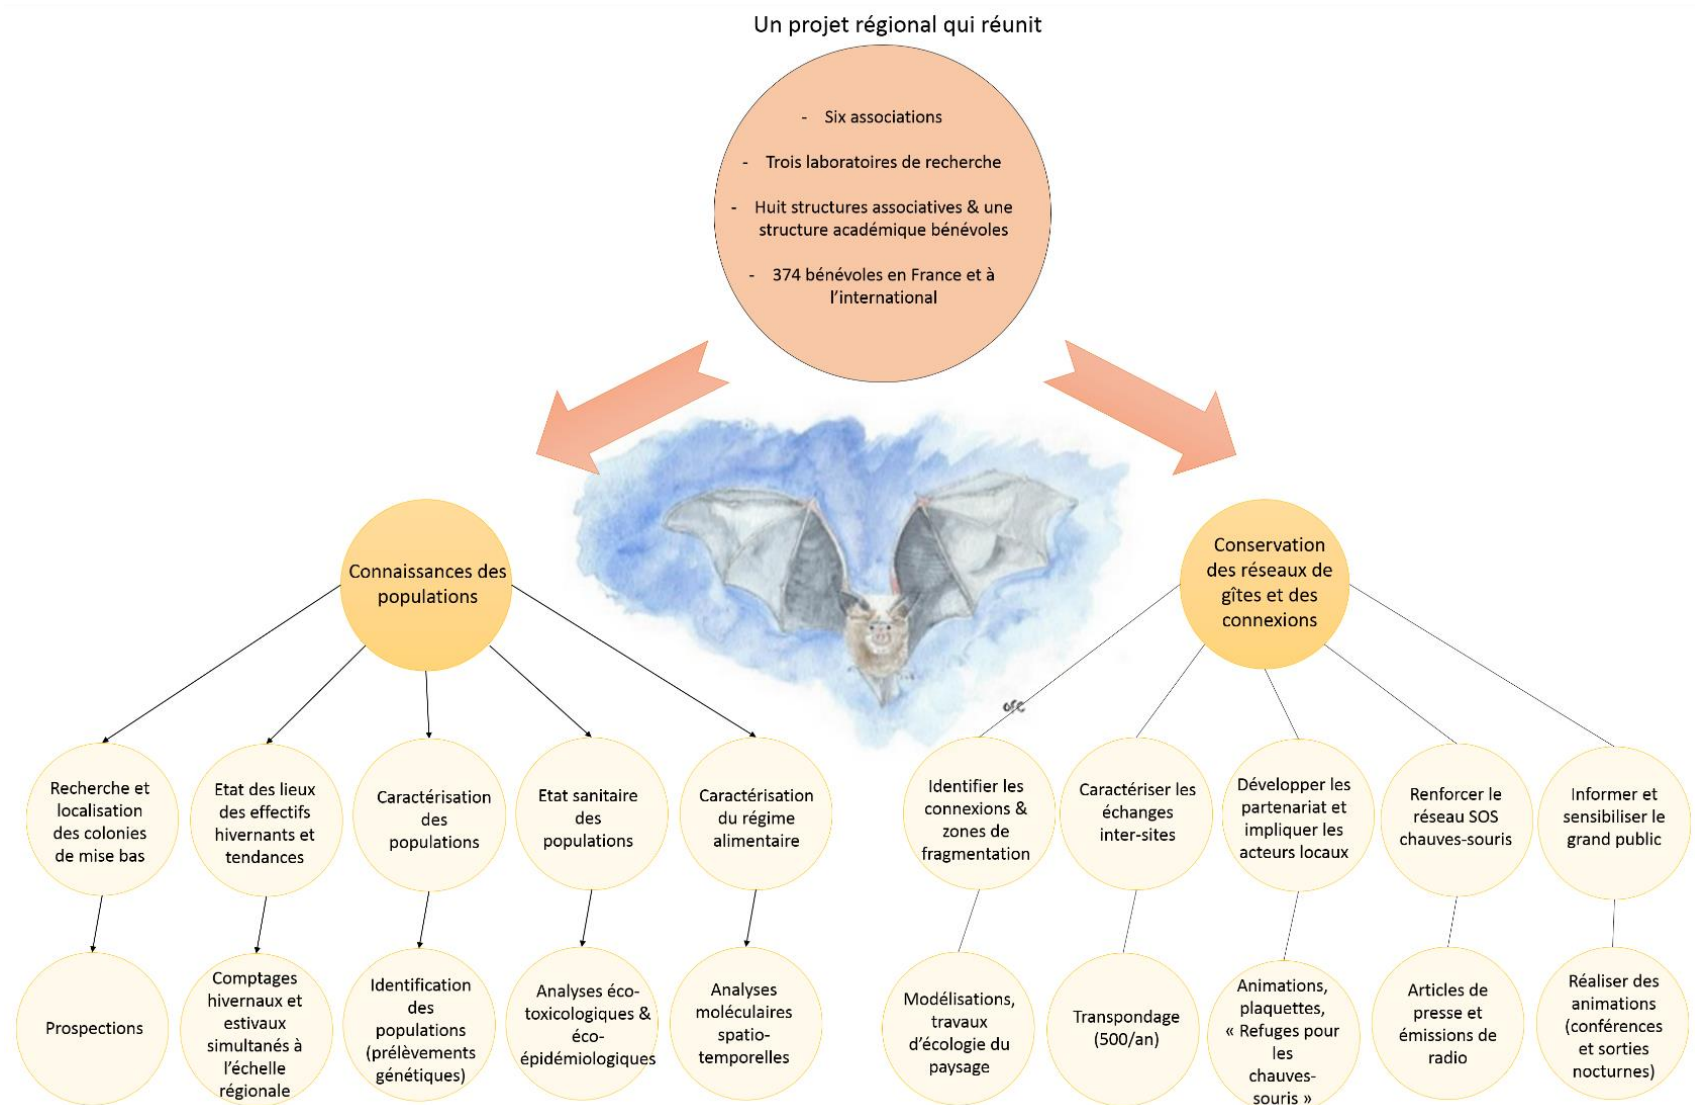 Un projet régional qui réunit
- Six associations
- Trois laboratoires de recherche
- Huit structures associatives & une
structure académique bénévoles
- 374 bénévoles en France et à
l'international
Connaissances des
populations
Conservation
des réseaux de
gîtes et des
connexions
Recherche et
localisation
des colonies
de mise bas
Etat des lieux
des effectifs
hivernants et
tendances
Caractérisation
des
populations
Etat sanitaire
des
populations
Caractérisation
du régime
alimentaire
Identifier les
connexions &
zones de
fragmentation
Caractériser les
échanges
inter-sites
Développer les
partenariat et
impliquer les
acteurs locaux
Renforcer le
réseau SOS
chauves-souris
Informer et
sensibiliser le
grand public
Prospections
Comptages
hivernaux et
estivaux
simultanés à
l'échelle
régionale
Identification
des
populations
(prélèvements
génétiques)
Analyses éco-
toxicologiques &
éco-
épidémiologiques
Analyses
moléculaires
spatio-
temporelles
Modélisations,
travaux
d'écologie du
paysage
Transpondage
(500/an)
Animations,
plaquettes,
« Refuges pour
les
chauves-
souris »
Articles de
presse et
émissions de
radio
Réaliser des
animations
(conférences
et sorties
nocturnes)